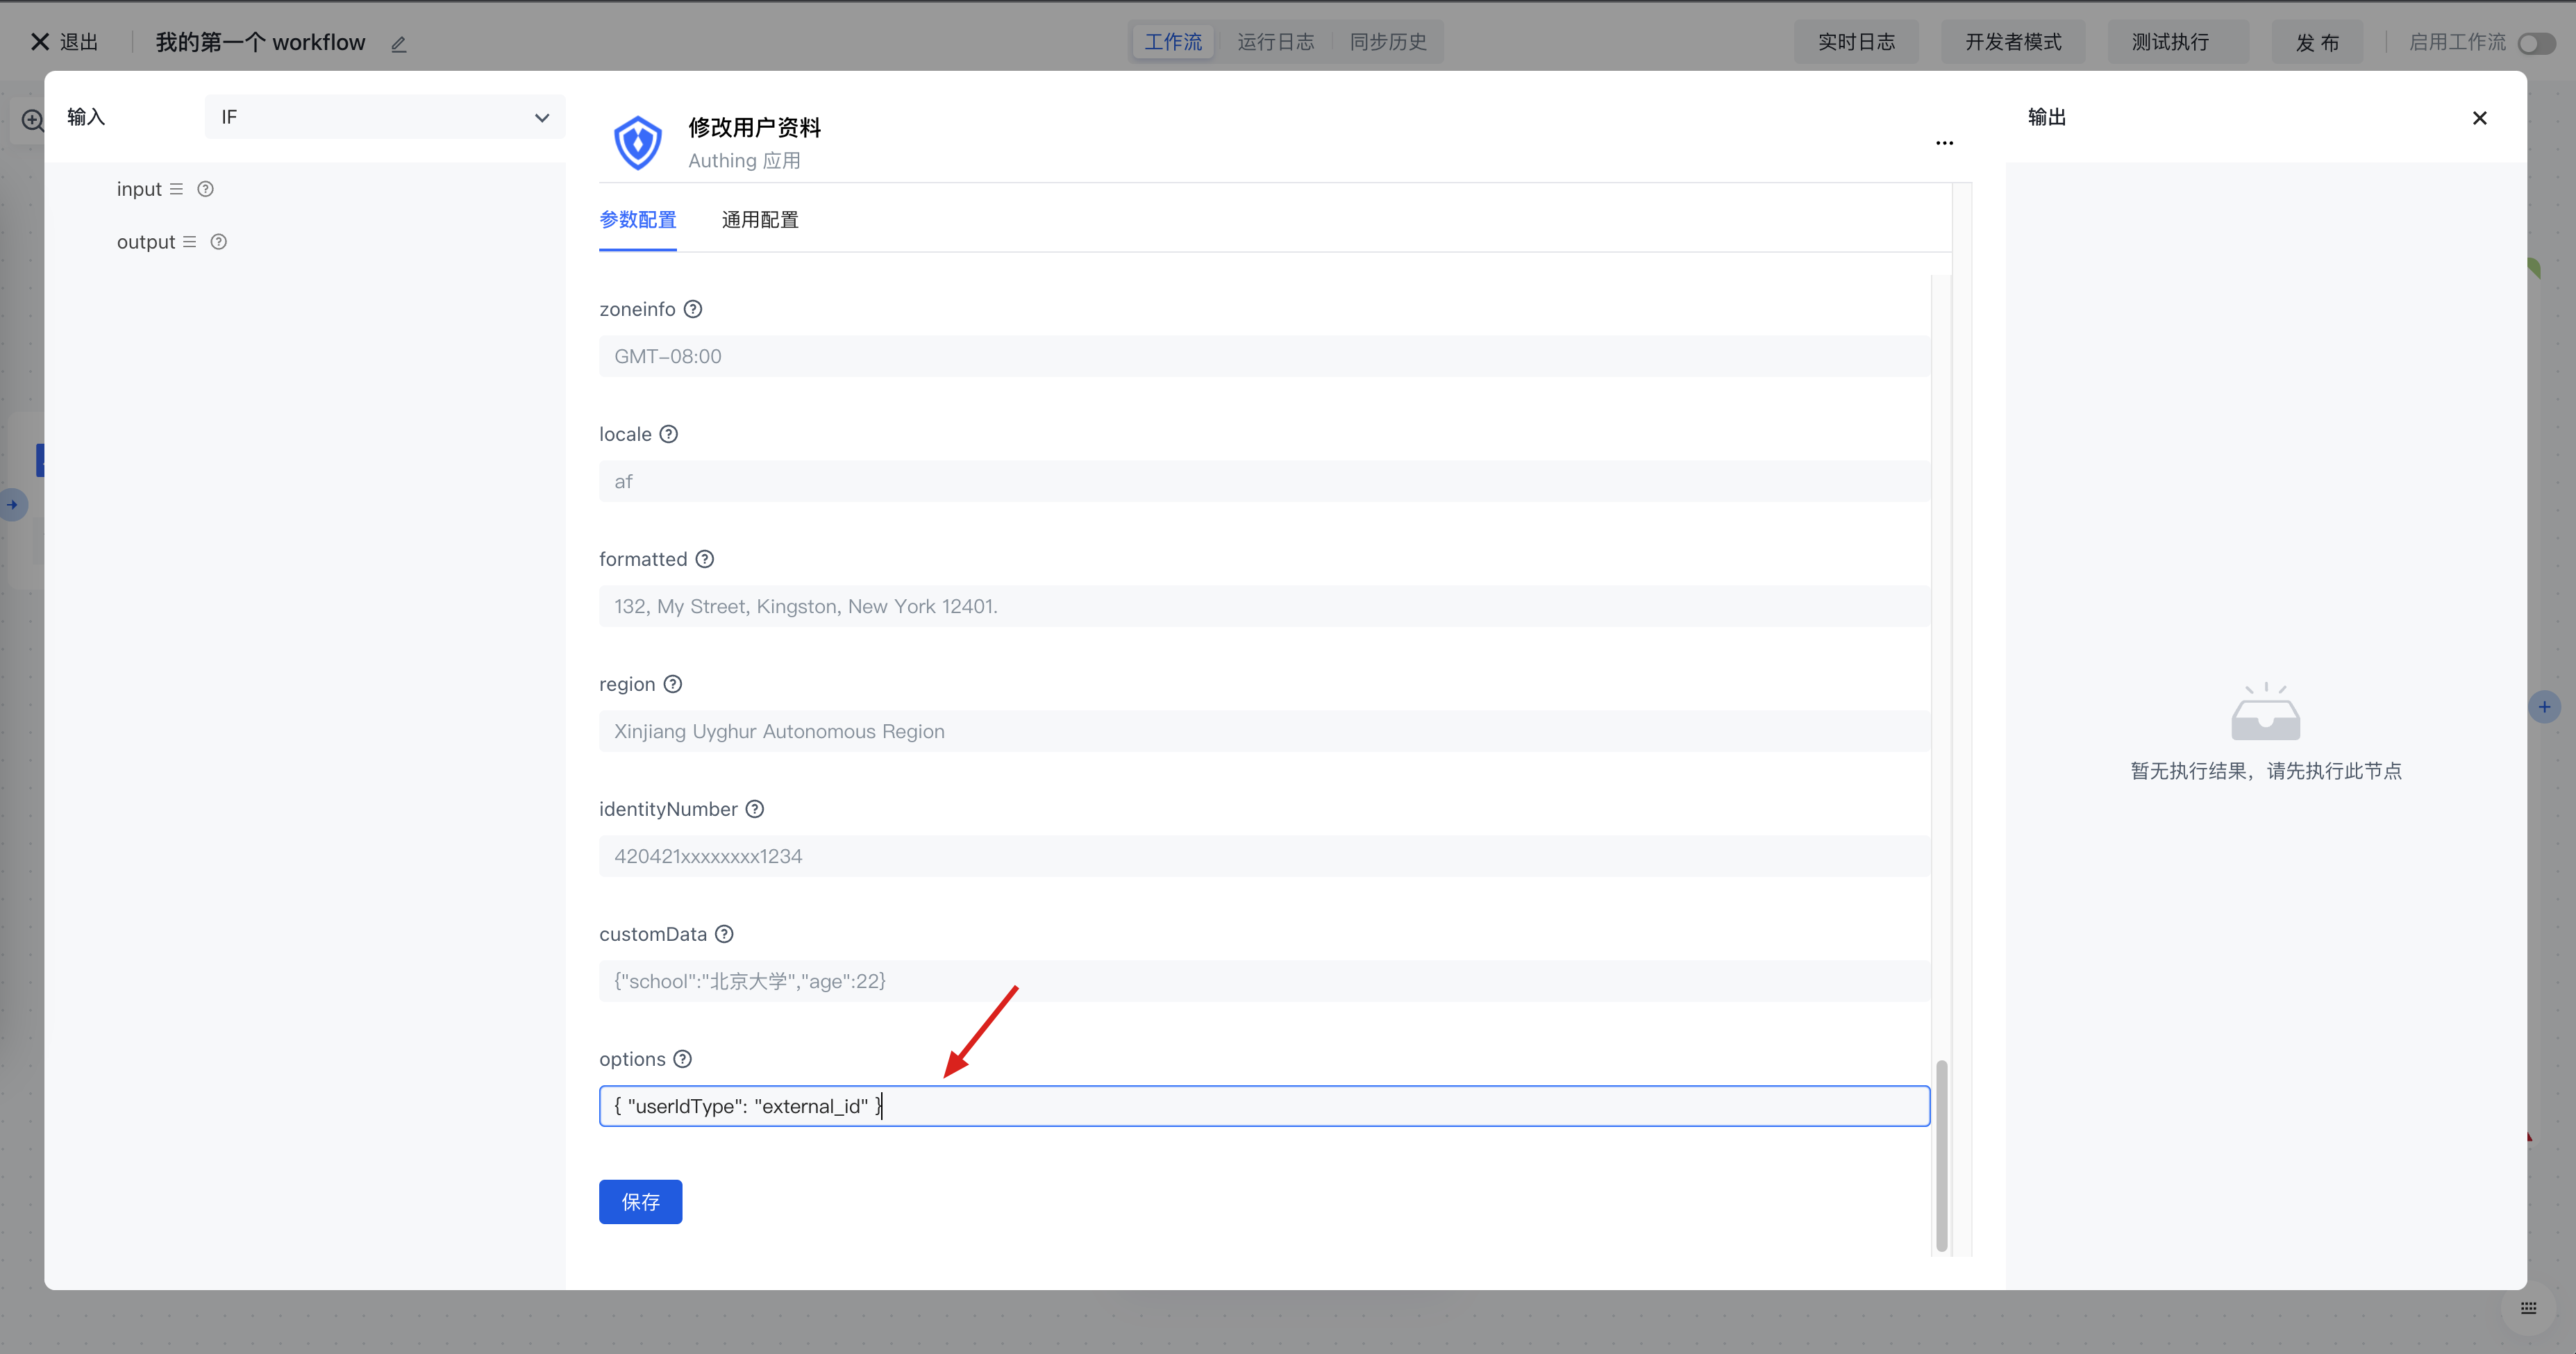 退出
我的第一个 workflow
工作流
运行日志
同步历史
实时日志
开发者模式
测试执行
发 布
启用工作流
输入
IF
input
output
修改用户资料
Authing 应用
参数配置
通用配置
zoneinfo
GMT-08:00
locale
af
formatted
132, My Street, Kingston, New York 12401.
region
Xinjiang Uyghur Autonomous Region
identityNumber
420421xxxxxxxx1234
customData
{"school":"北京大学","age":22}
options
{ "userIdType": "external_id" }
保存
输出
暂无执行结果，请先执行此节点